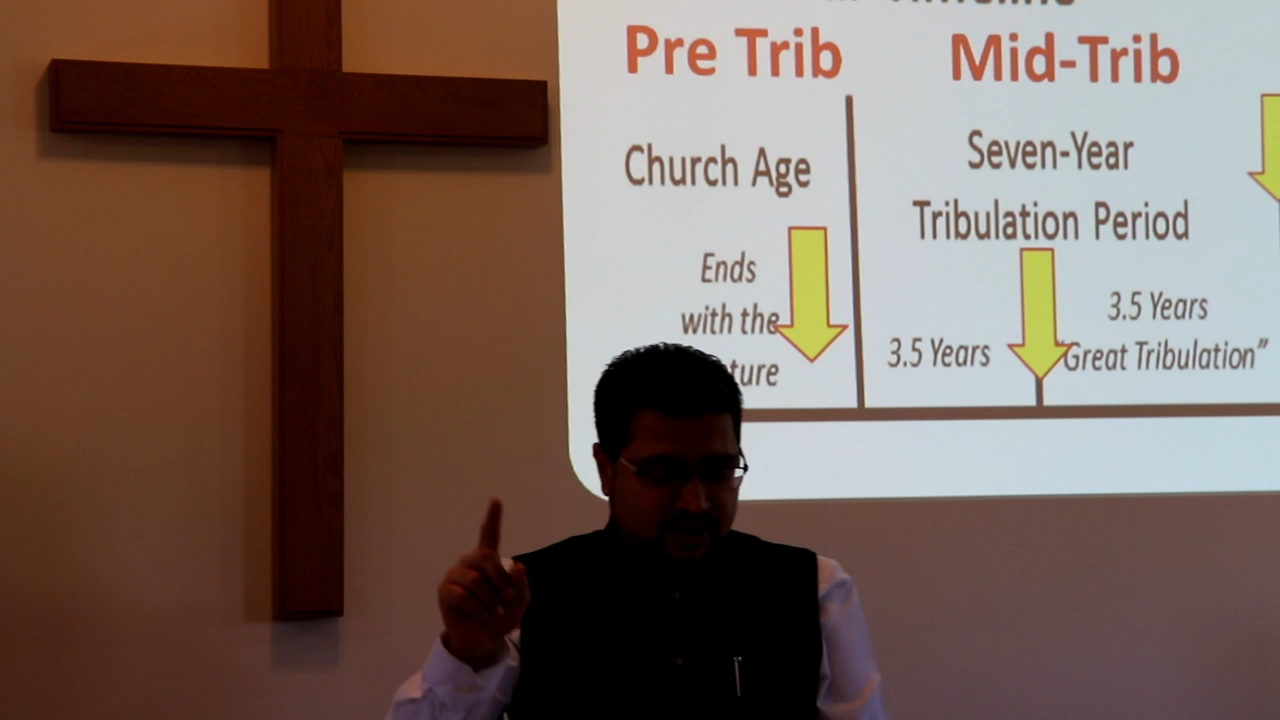 Pre Trib
Mid-Trib
Church Age
Seven-Year
Tribulation Period
Ends
with the
3.5 Years
3.5 Years
Great Tribulation”